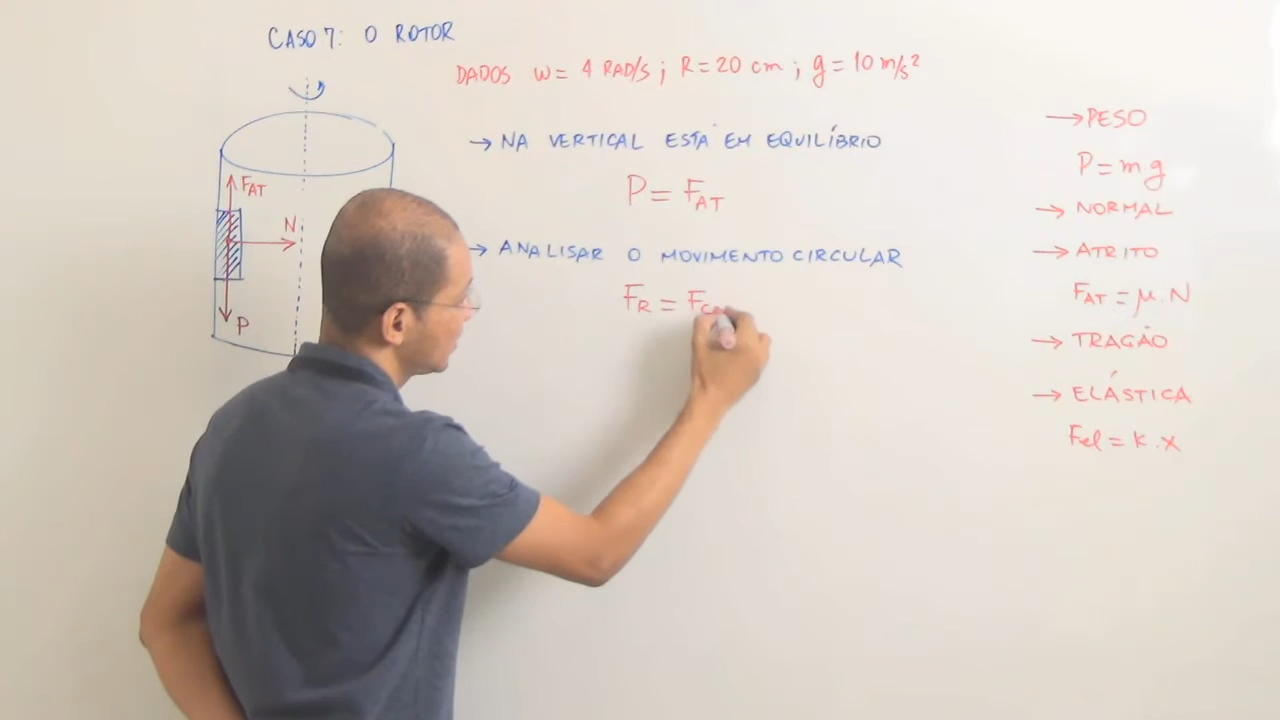 CASO 7: O ROTOR
DADOS W = 4 RAD/S ; R = 20 cm ; g = 10 m/s²
→ NA VERTICAL ESTÁ EM EQUILÍBRIO
P = FAT
→ ANALISAR O MOVIMENTO CIRCULAR
FR = FC
FAT
N
P
→ PESO
P = m.g
→ NORMAL
→ ATRITO
FAT = μ.N
→ TRAÇÃO
→ ELÁSTICA
Fel = K.X